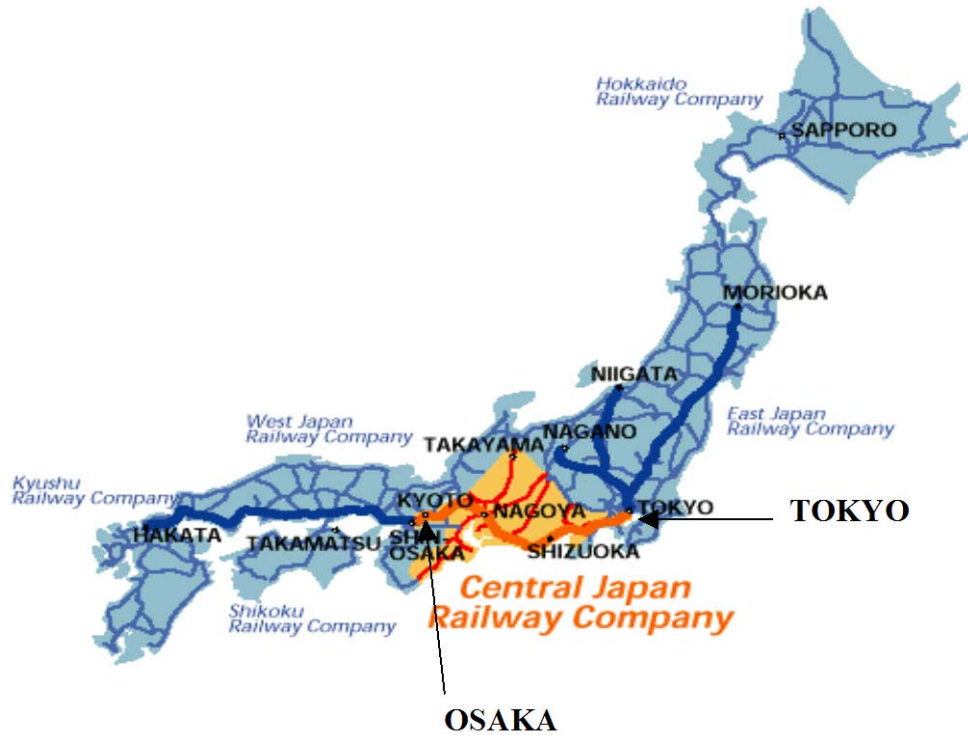 Hokkaido
Railway Company
SAPPORO
MORIOKA
NIIGATA
East Japan
Railway Company
West Japan
Railway Company
NAGANO
TAKAYAMA
Kyushu
Railway Company
KYOTO
NAGOYA
TOKYO
TOKYO
HAKATA
TAKAMATSU
SHIN-
OSAKA
SHIZUOKA
Central Japan
Railway Company
Shikoku
Railway Company
OSAKA